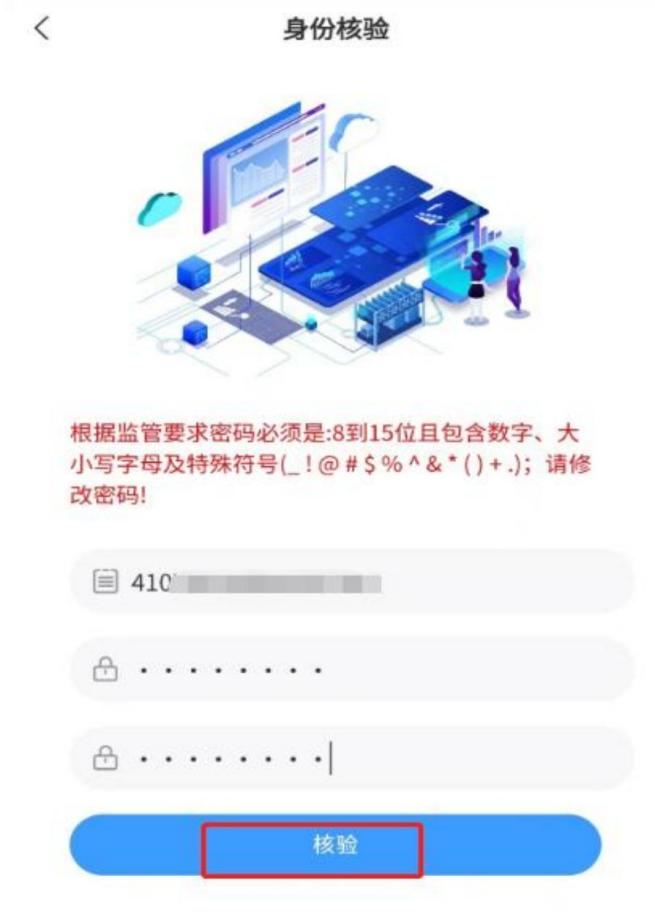 身份核验
根据监管要求密码必须是:8到15位且包含数字、大
小写字母及特殊符号(_ ! @ # $ % ^ & * ( ) + .)；请修
改密码!
410
核验